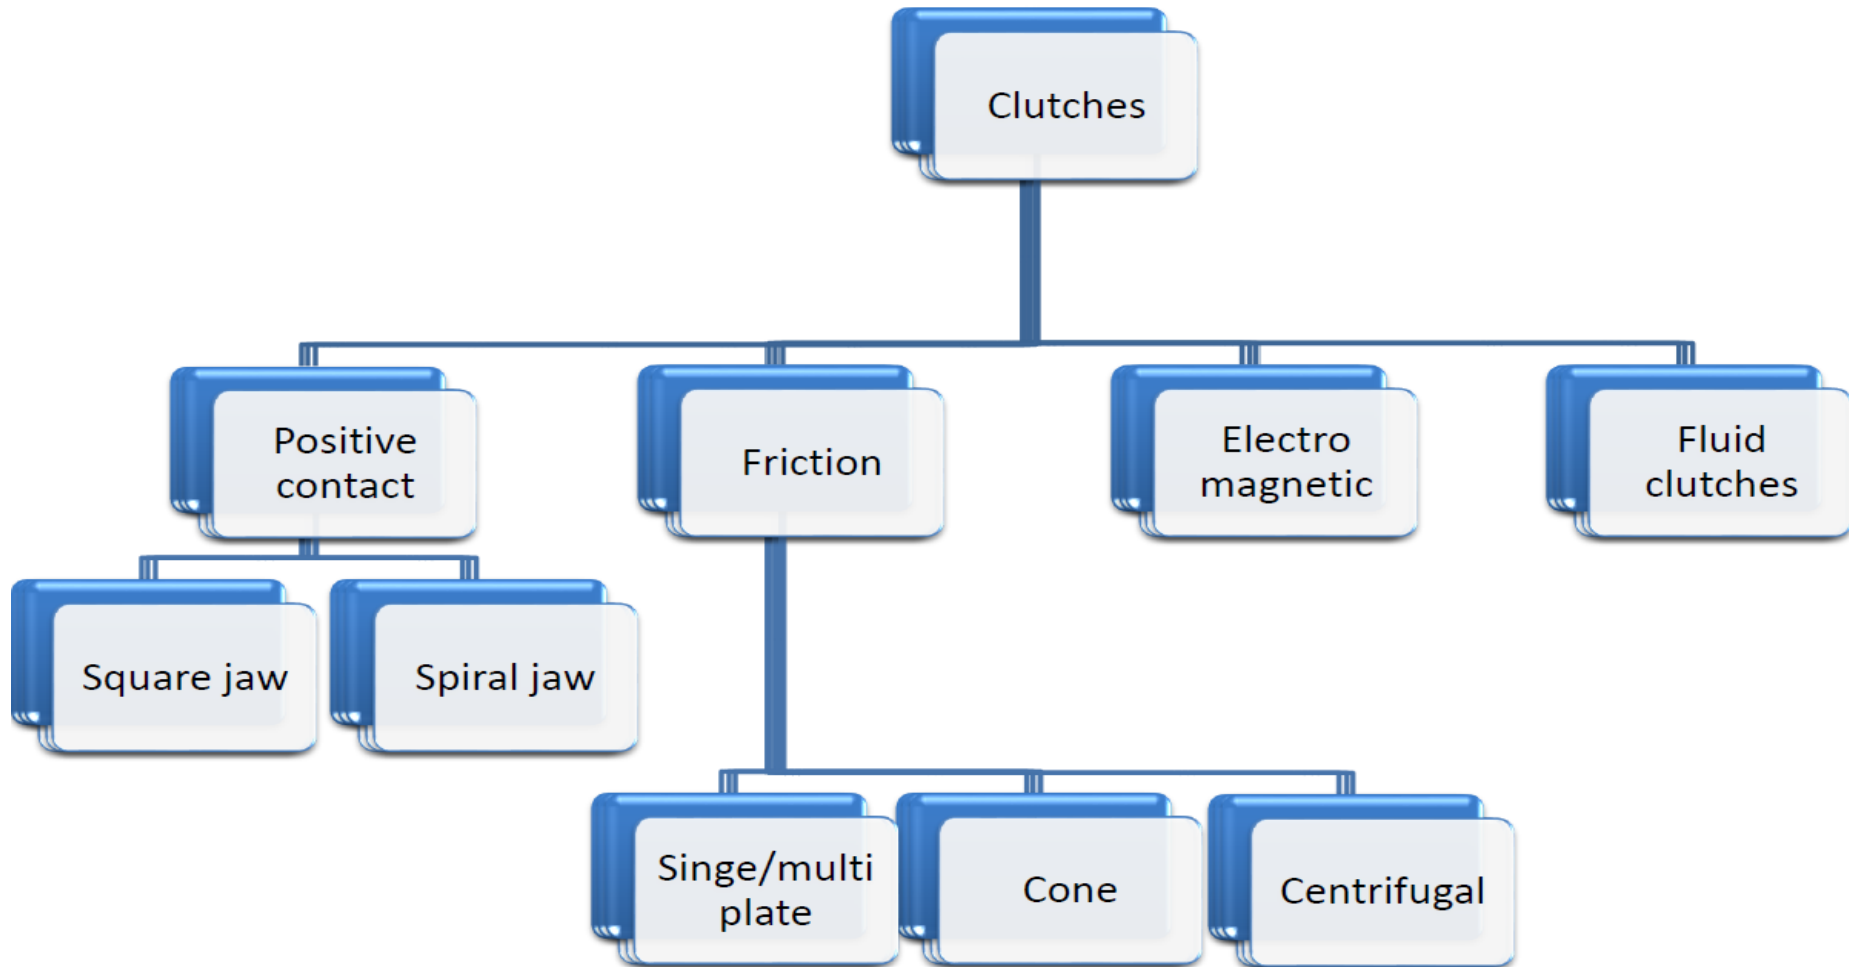 Clutches
Positive
contact
Friction
Electro
magnetic
Fluid
clutches
Square jaw
Spiral jaw
Singe/multi
plate
Cone
Centrifugal